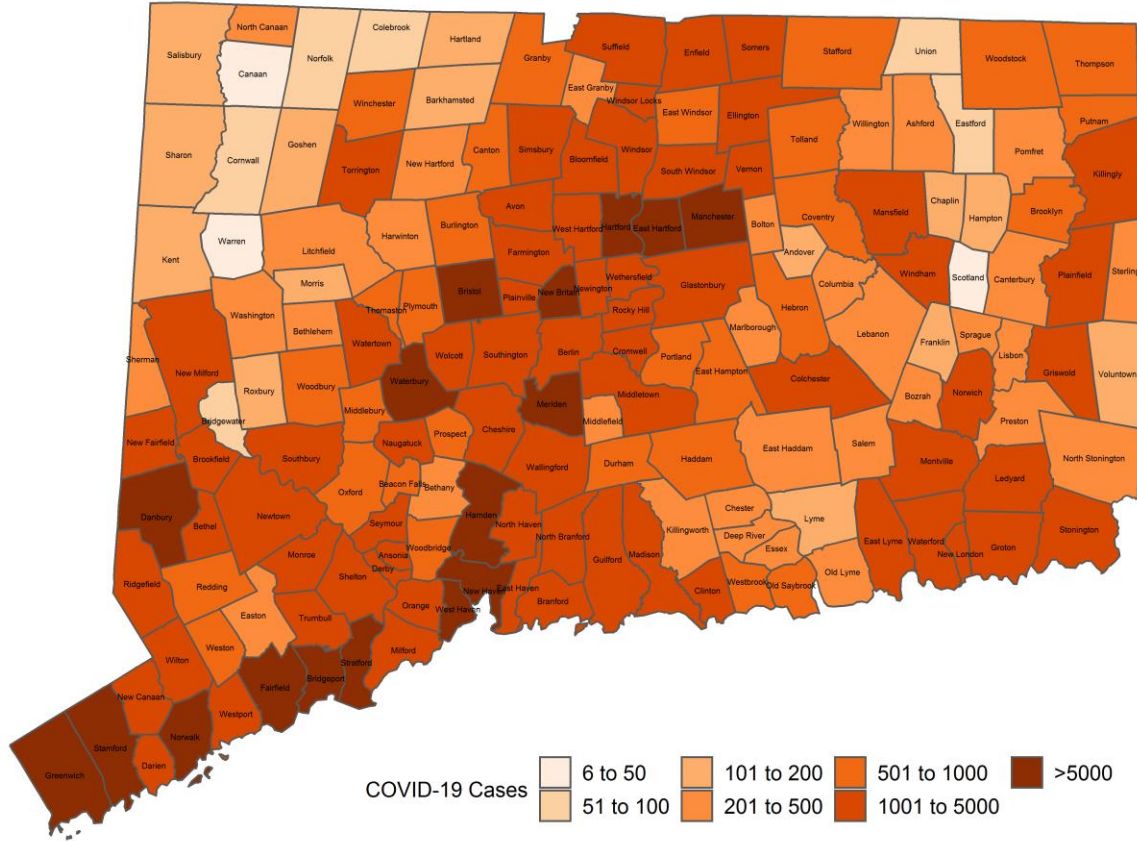 Colebrook
North Canaan
Salisbury
Hartland
Norfolk
Canaan
Suffield
Enfield
Somers
Stafford
Union
Woodstock
Thompson
Granby
East Granby
Windsor Locks
Winchester
Barkhamsted
East Windsor
Ellington
Putnam
Willington
Ashford
Eastford
Tolland
Sharon
Cornwall
Goshen
Torrington
New Hartford
Canton
Simsbury
Bloomfield
Windsor
South Windsor
Vernon
Pomfret
Killingly
Mansfield
Chaplin
Hampton
Brooklyn
Avon
West Hartford
Hartford
East Hartford
Manchester
Bolton
Coventry
Kent
Warren
Litchfield
Harwinton
Burlington
Farmington
Andover
Windham
Scotland
Canterbury
Plainfield
Sterling
Morris
Bristol
Plainville
New Britain
Newington
Wethersfield
Glastonbury
Columbia
Hebron
Washington
Bethlehem
Thomaston
Plymouth
Rocky Hill
Marlborough
Lebanon
Franklin
Sprague
Lisbon
Watertown
Wolcott
Southington
Berlin
Cromwell
Portland
East Hampton
Sherman
New Milford
Roxbury
Woodbury
Waterbury
Colchester
Griswold
Voluntown
Bozrah
Norwich
Preston
Bridgewater
Middlebury
Meriden
Middletown
Middlefield
New Fairfield
Brookfield
Southbury
Naugatuck
Prospect
Cheshire
Wallingford
Durham
Haddam
East Haddam
Salem
Montville
North Stonington
Ledyard
Danbury
Bethel
Newtown
Oxford
Beacon Falls
Bethany
Hamden
North Haven
North Branford
Seymour
Killingworth
Chester
Lyme
Deep River
Essex
East Lyme
Waterford
New London
Groton
Stonington
Ridgefield
Redding
Monroe
Ansonia
Derby
Woodbridge
Guilford
Madison
Shelton
New Haven
East Haven
West Haven
Branford
Clinton
Westbrook
Old Saybrook
Old Lyme
Easton
Trumbull
Orange
Milford
Wilton
Weston
Stratford
Fairfield
Bridgeport
New Canaan
Westport
Norwalk
Stamford
Darien
Greenwich
COVID-19 Cases
6 to 50
51 to 100
101 to 200
201 to 500
501 to 1000
1001 to 5000
>5000